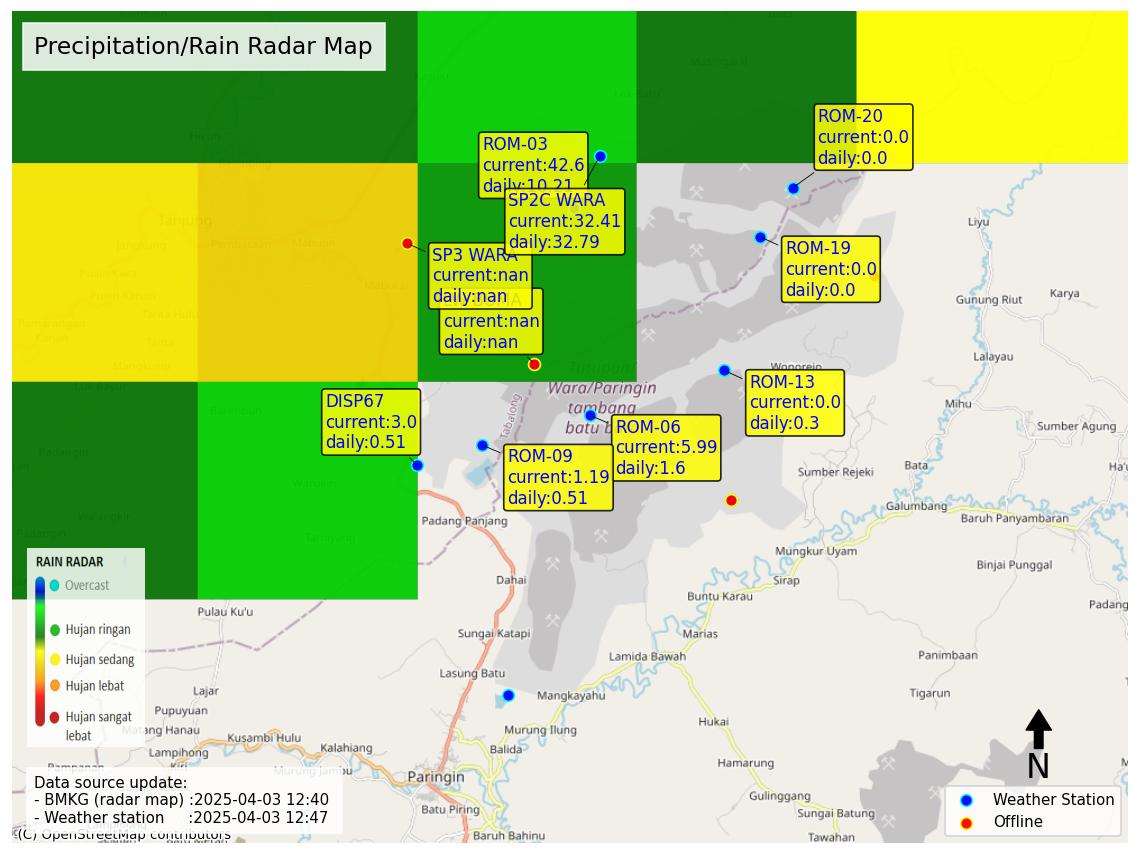 Precipitation/Rain Radar Map
ROM-20
current:0.0
daily:0.0
ROM-03
current:42.6
daily:10.21
SP2C WARA
current:32.41
daily:32.79
ROM-19
current:0.0
daily:0.0
SP3 WARA
current:nan
daily:nan
current:nan
daily:nan
Liyu
Gunung Riut
Karya
Lalayau
Mihu
Sumber Agung
Tanjung
Mabuun
Wara/Paringin
tambang
batu b
Tabalong
Wonorejo
ROM-13
current:0.0
daily:0.3
DISP67
current:3.0
daily:0.51
ROM-06
current:5.99
daily:1.6
ROM-09
current:1.19
daily:0.51
Sumber Rejeki
Bata
Galumbang
Baruh Panyambaran
Padang Panjang
Mungkur Uyam
Binjai Punggal
Dahai
Sirap
Buntu Karau
Padang
Pulau Ku'u
Sungai Katapi
Marias
Lamida Bawah
Panimbaan
Lasung Batu
Mangkayahu
Tigarun
Lajar
Pupuyuan
Matang Hanau
Lampihong
Kusambi Hulu
Kalahiang
Murung Jambu
Murung Ilung
Balida
Hukai
Hamarung
Paringin
Batu Piring
Baruh Bahinu
Gulinggang
Sungai Batung
Tawahan
RAIN RADAR
Overcast
Hujan ringan
Hujan sedang
Hujan lebat
Hujan sangat
lebat
Data source update:
- BMKG (radar map) :2025-04-03 12:40
- Weather station :2025-04-03 12:47
(C) OpenStreetMap contributors
N
Weather Station
Offline